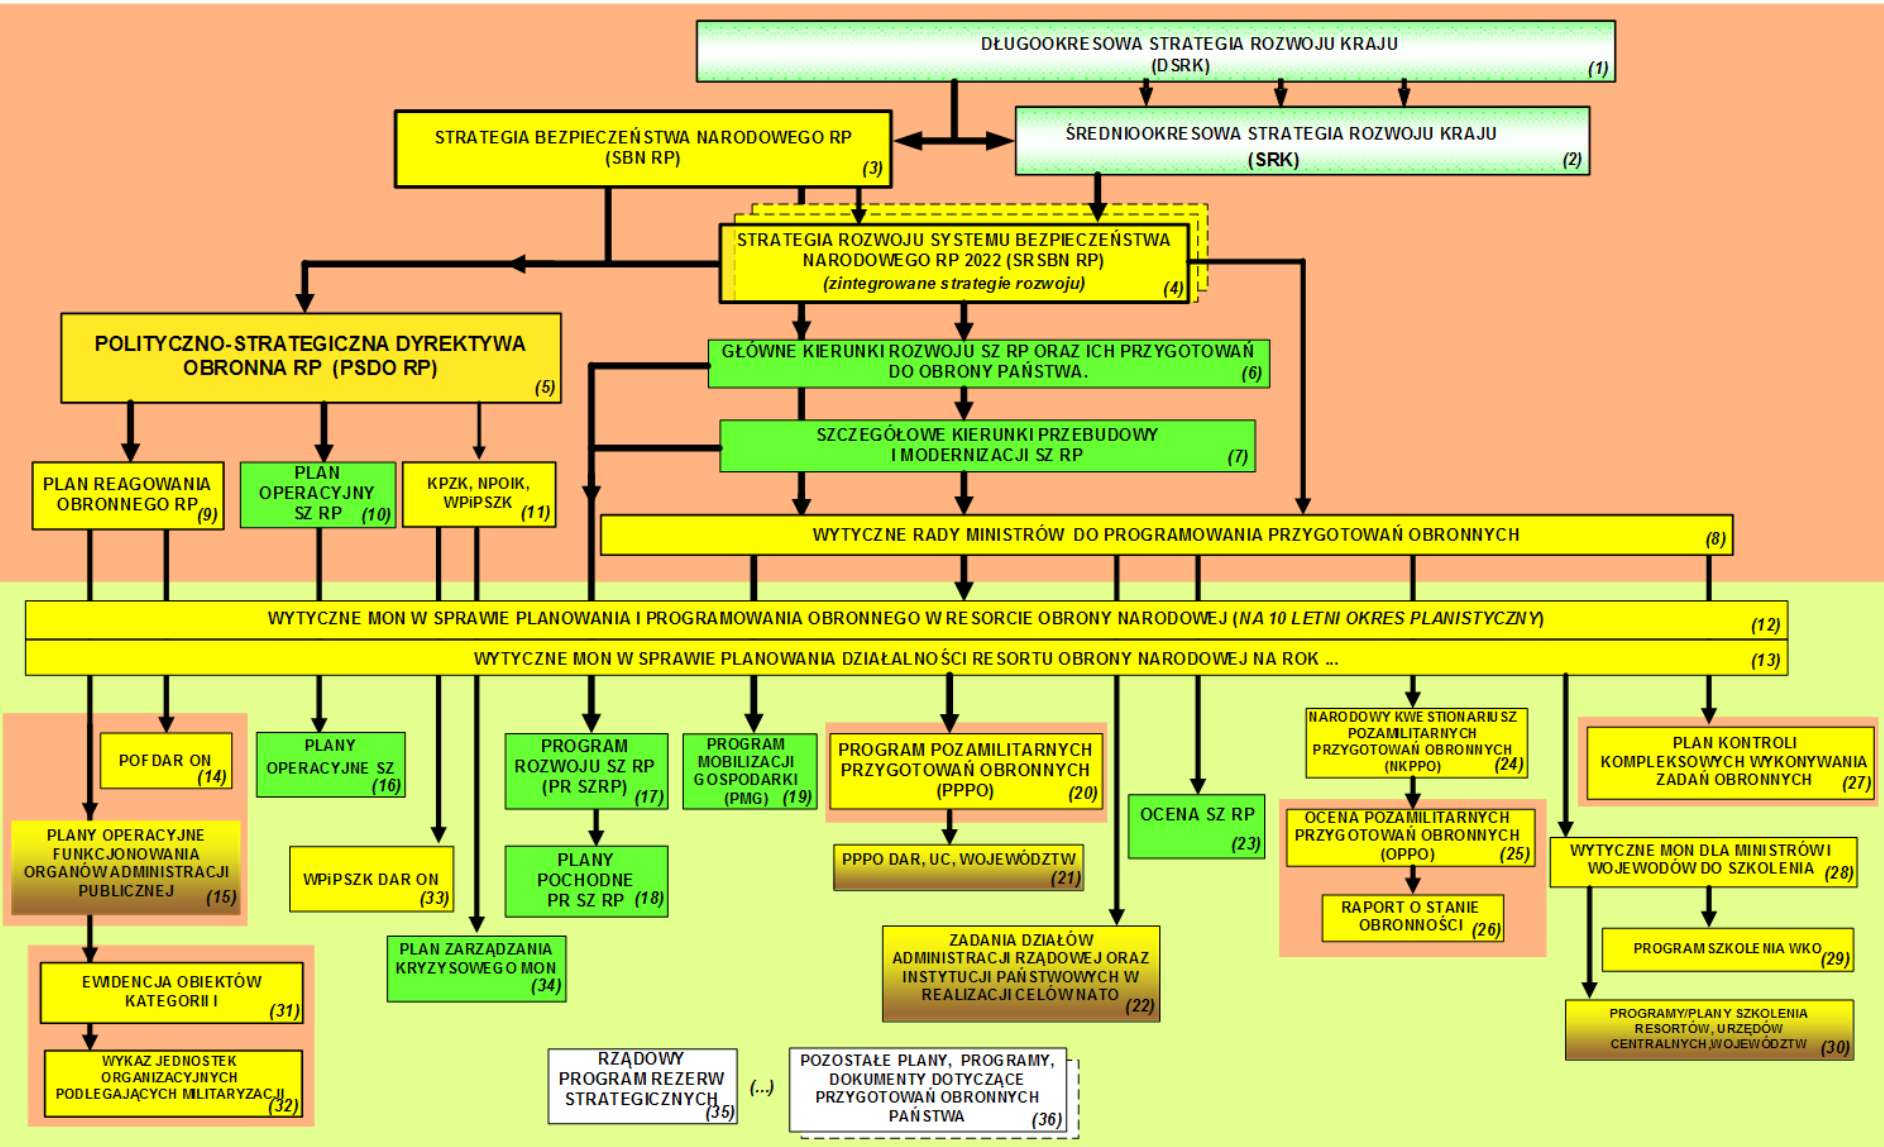 DŁUGOOKRESOWA STRATEGIA ROZWOJU KRAJU
(DSRK)
(1)
STRATEGIA BEZPIECZEŃSTWA NARODOWEGO RP
(SBN RP)
(3)
ŚREDNIOOKRESOWA STRATEGIA ROZWOJU KRAJU
(SRK)
(2)
STRATEGIA ROZWOJU SYSTEMU BEZPIECZEŃSTWA
NARODOWEGO RP 2022 (SRSBN RP)
(zintegrowane strategie rozwoju)
(4)
POLITYCZNO-STRATEGICZNA DYREKTYWA
OBRONNA RP (PSDO RP)
(5)
GŁÓWNE KIERUNKI ROZWOJU SZ RP ORAZ ICH PRZYGOTOWAŃ
DO OBRONY PAŃSTWA.
(6)
SZCZEGÓŁOWE KIERUNKI PRZEBUDOWY
I MODERNIZACJI SZ RP
(7)
PLAN REAGOWANIA
OBRONNEGO RP
(9)
PLAN
OPERACYJNY
SZ RP
(10)
KPZK, NPOIK,
WPiPSZK
(11)
WYTYCZNE RADY MINISTRÓW DO PROGRAMOWANIA PRZYGOTOWAŃ OBRONNYCH
(8)
WYTYCZNE MON W SPRAWIE PLANOWANIA I PROGRAMOWANIA OBRONNEGO W RESORCIE OBRONY NARODOWEJ (NA 10 LETNI OKRES PLANISTYCZNY)
(12)
WYTYCZNE MON W SPRAWIE PLANOWANIA DZIAŁALNOŚCI RESORTU OBRONY NARODOWEJ NA ROK ...
(13)
POFDAR ON
(14)
PLANY OPERACYJNE
FUNKCJONOWANIA
ORGANÓW ADMINISTRACJI
PUBLICZNEJ
(15)
PLANY
OPERACYJNE SZ
(16)
PROGRAM
ROZWOJU SZ RP
(PR SZRP)
(17)
PLANY
POCHODNE
PR SZ RP
(18)
PROGRAM
MOBILIZACJI
GOSPODARKI
(PMG)
(19)
PROGRAM POZAMILITARNYCH
PRZYGOTOWAŃ OBRONNYCH
(PPPO)
(20)
PPPO DAR, UC, WOJEWÓDZTW
(21)
ZADANIA DZIAŁÓW
ADMINISTRACJI RZĄDOWEJ ORAZ
INSTYTUCJI PAŃSTWOWYCH W
REALIZACJI CELÓW NATO
(22)
OCENA SZ RP
(23)
NARODOWY KWESTIONARIUSZ
POZAMILITARNYCH
PRZYGOTOWAŃ OBRONNYCH
(NKPPO)
(24)
OCENA POZAMILITARNYCH
PRZYGOTOWAŃ OBRONNYCH
(OPPO)
(25)
RAPORT O STANIE
OBRONNOŚCI
(26)
PLAN KONTROLI
KOMPLEKSOWYCH WYKONYWANIA
ZADAŃ OBRONNYCH
(27)
WYTYCZNE MON DLA MINISTRÓW I
WOJEWODÓW DO SZKOLENIA
(28)
PROGRAM SZKOLENIA WKO
(29)
PROGRAMY/PLANY SZKOLENIA
RESORTÓW, URZĘDÓW
CENTRALNYCH,WOJEWÓDZTW
(30)
EWIDENCJA OBIEKTÓW
KATEGORII I
(31)
WYKAZ JEDNOSTEK
ORGANIZACYJNYCH
PODLEGAJĄCYCH MILITARYZACJI
(32)
WPiPSZK DAR ON
(33)
PLAN ZARZĄDZANIA
KRYZYSOWEGO MON
(34)
RZĄDOWY
PROGRAM REZERW
STRATEGICZNYCH
(35)
(...)
POZOSTAŁE PLANY, PROGRAMY,
DOKUMENTY DOTYCZĄCE
PRZYGOTOWAŃ OBRONNYCH
PAŃSTWA
(36)